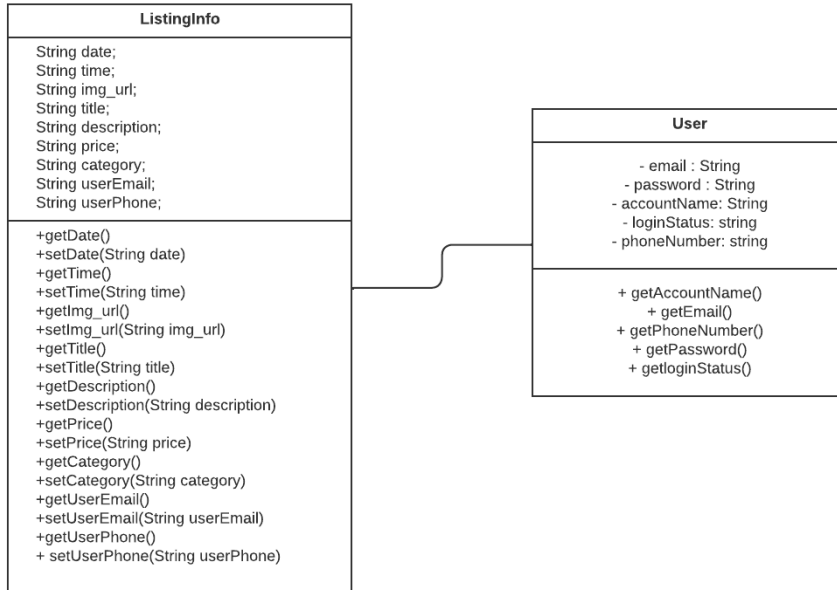 ListingInfo
String date;
String time;
String img_url;
String title;
String description;
String price;
String category;
String userEmail;
String userPhone;
+getDate()
+setDate(String date)
+getTime()
+setTime(String time)
+getImg_url()
+setImg_url(String img_url)
+getTitle()
+setTitle(String title)
+getDescription()
+setDescription(String description)
+getPrice()
+setPrice(String price)
+getCategory()
+setCategory(String category)
+getUserEmail()
+setUserEmail(String userEmail)
+getUserPhone()
+ setUserPhone(String userPhone)
User
- email : String
- password : String
- accountName: String
- loginStatus: string
- phoneNumber: string
+ getAccountName()
+ getEmail()
+ getPhoneNumber()
+ getPassword()
+ getloginStatus()